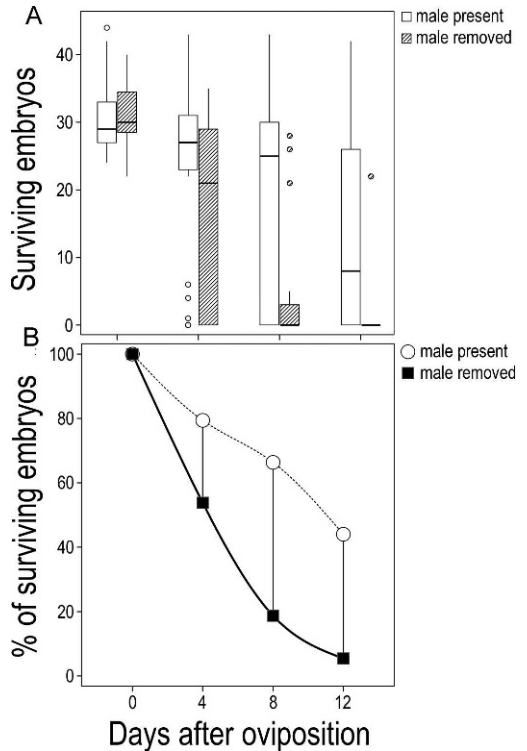 A
male present
male removed
Surviving embryos
40
30
20
10
0
B
male present
male removed
% of surviving embryos
100
80
60
40
20
0
0 4 8 12
Days after oviposition